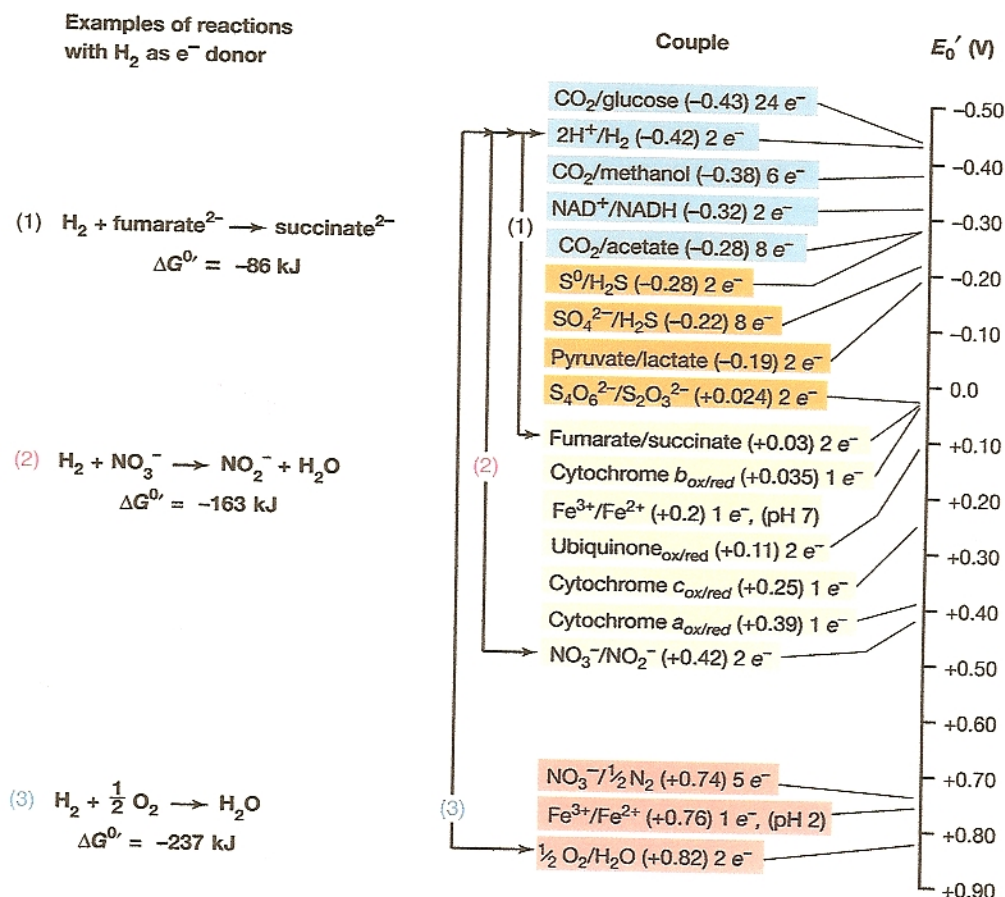 Examples of reactions
with H₂ as e⁻ donor
(1) H₂ + fumarate²⁻ → succinate²⁻
ΔG⁰′ = −86 kJ
(2) H₂ + NO₃⁻ → NO₂⁻ + H₂O
ΔG⁰′ = −163 kJ
(3) H₂ + 1/2 O₂ → H₂O
ΔG⁰′ = −237 kJ
Couple
CO₂/glucose (−0.43) 24 e⁻
2H⁺/H₂ (−0.42) 2 e⁻
CO₂/methanol (−0.38) 6 e⁻
NAD⁺/NADH (−0.32) 2 e⁻
CO₂/acetate (−0.28) 8 e⁻
S⁰/H₂S (−0.28) 2 e⁻
SO₄²⁻/H₂S (−0.22) 8 e⁻
Pyruvate/lactate (−0.19) 2 e⁻
S₄O₆²⁻/S₂O₃²⁻ (+0.024) 2 e⁻
Fumarate/succinate (+0.03) 2 e⁻
Cytochrome b ox/red (+0.035) 1 e⁻
Fe³⁺/Fe²⁺ (+0.2) 1 e⁻, (pH 7)
Ubiquinone ox/red (+0.11) 2 e⁻
Cytochrome c ox/red (+0.25) 1 e⁻
Cytochrome a ox/red (+0.39) 1 e⁻
NO₃⁻/NO₂⁻ (+0.42) 2 e⁻
NO₃⁻/½ N₂ (+0.74) 5 e⁻
Fe³⁺/Fe²⁺ (+0.76) 1 e⁻, (pH 2)
½ O₂/H₂O (+0.82) 2 e⁻
(1)
(2)
(3)
E₀′ (V)
−0.50
−0.40
−0.30
−0.20
−0.10
0.0
+0.10
+0.20
+0.30
+0.40
+0.50
+0.60
+0.70
+0.80
+0.90